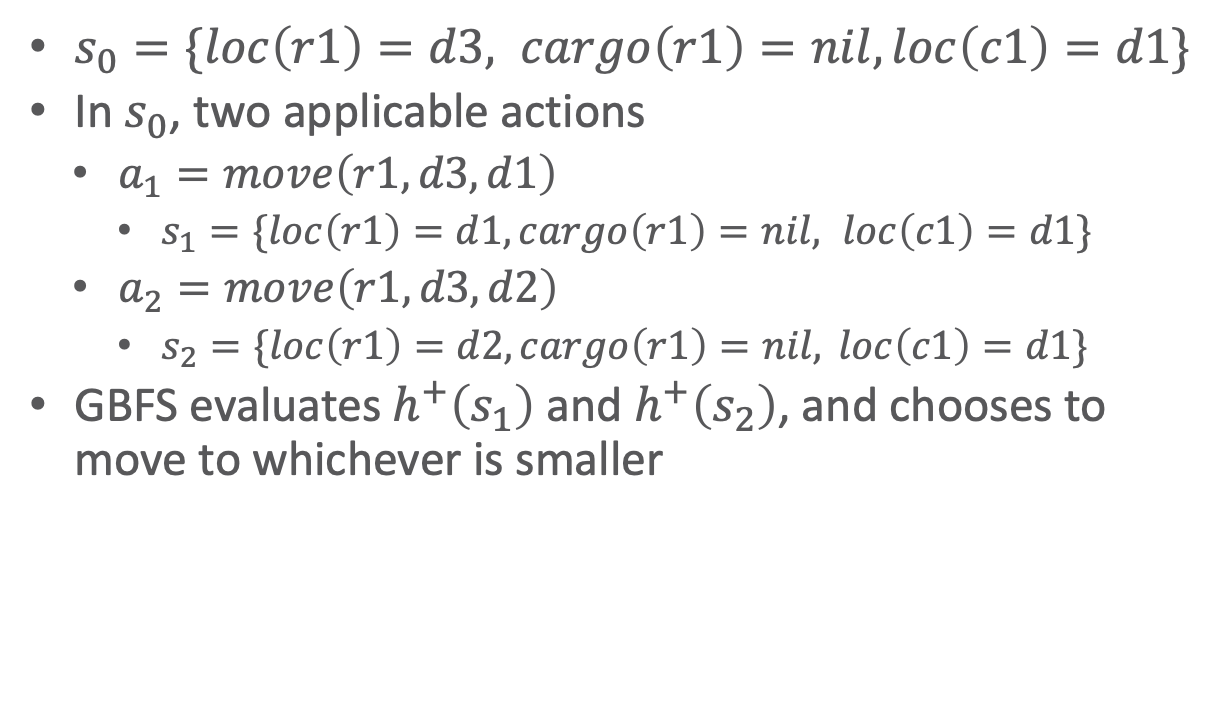 • s₀ = {loc(r1) = d3, cargo(r1) = nil, loc(c1) = d1}
• In s₀, two applicable actions
• a₁ = move(r1, d3, d1)
• s₁ = {loc(r1) = d1, cargo(r1) = nil, loc(c1) = d1}
• a₂ = move(r1, d3, d2)
• s₂ = {loc(r1) = d2, cargo(r1) = nil, loc(c1) = d1}
• GBFS evaluates h⁺(s₁) and h⁺(s₂), and chooses to
move to whichever is smaller